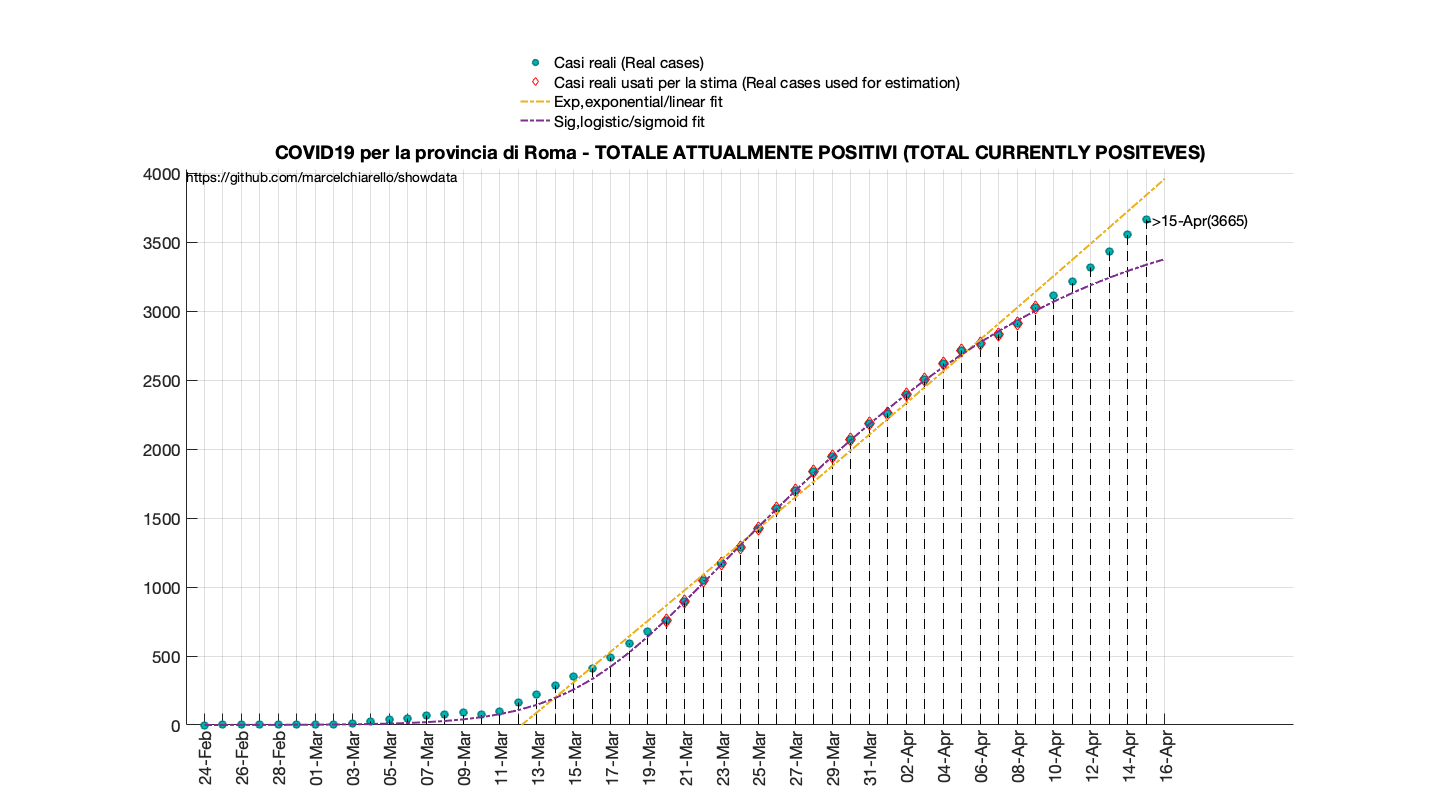 Casi reali (Real cases)
Casi reali usati per la stima (Real cases used for estimation)
Exp,exponential/linear fit
Sig,logistic/sigmoid fit
COVID19 per la provincia di Roma - TOTALE ATTUALMENTE POSITIVI (TOTAL CURRENTLY POSITEVES)
https://github.com/marcelchiarello/showdata
4000
3500
3000
2500
2000
1500
1000
500
0
>15-Apr(3665)
24-Feb
26-Feb
28-Feb
01-Mar
03-Mar
05-Mar
07-Mar
09-Mar
11-Mar
13-Mar
15-Mar
17-Mar
19-Mar
21-Mar
23-Mar
25-Mar
27-Mar
29-Mar
31-Mar
02-Apr
04-Apr
06-Apr
08-Apr
10-Apr
12-Apr
14-Apr
16-Apr